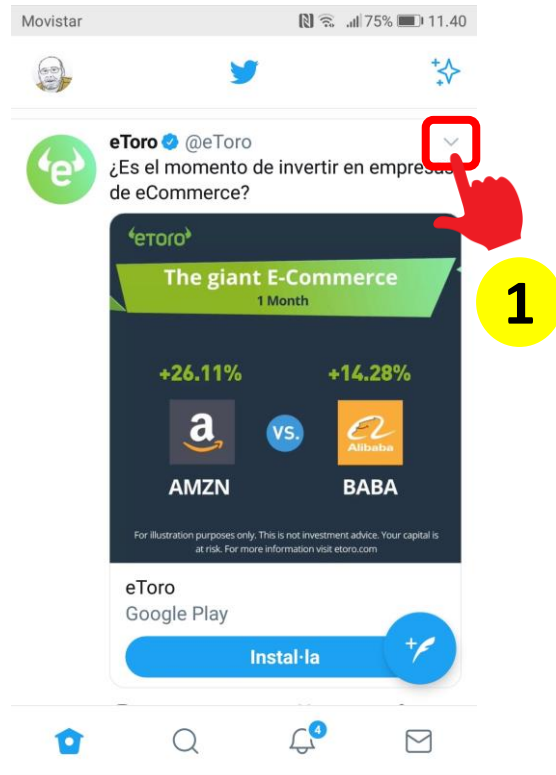 Movistar 75% 11.40
eToro @eToro
¿Es el momento de invertir en empresas
de eCommerce?
eToro
The giant E-Commerce
1 Month
+26.11% +14.28%
a VS. Alibaba
AMZN BABA
For illustration purposes only. This is not investment advice. Your capital is
at risk. For more information visit etoro.com
eToro
Google Play
Instal·la
4
1